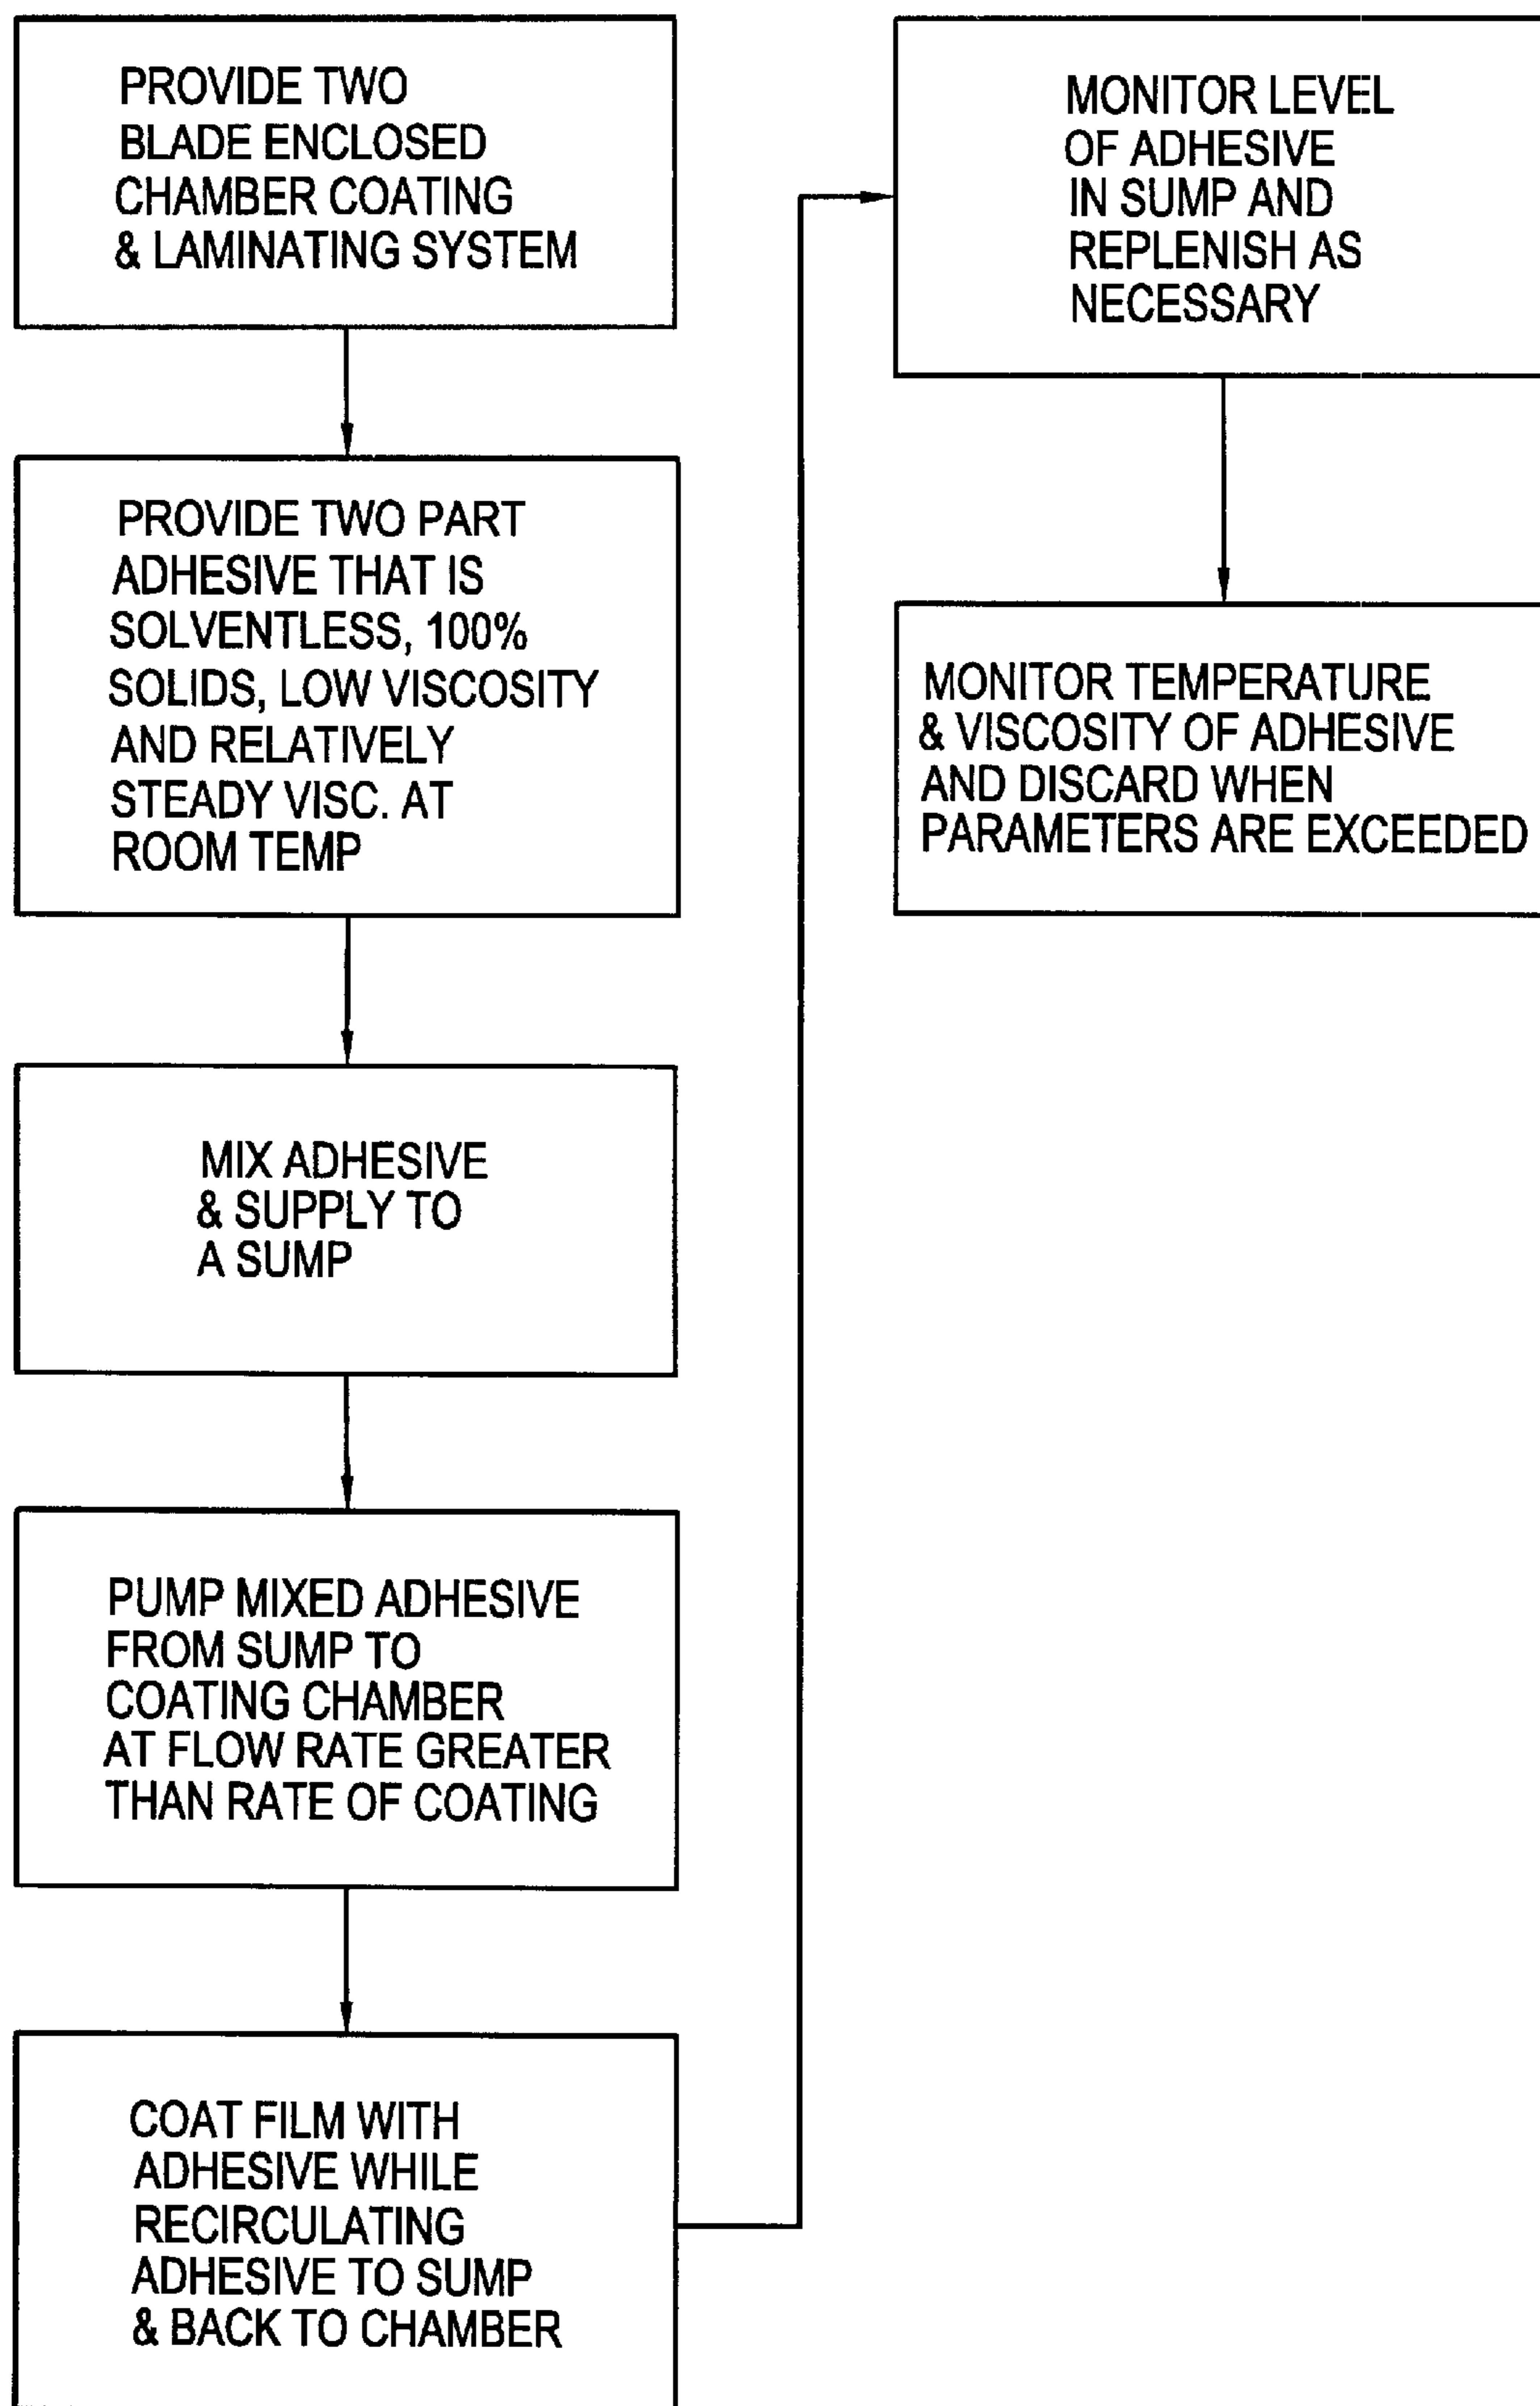 PROVIDE TWO
BLADE ENCLOSED
CHAMBER COATING
& LAMINATING SYSTEM
PROVIDE TWO PART
ADHESIVE THAT IS
SOLVENTLESS, 100%
SOLIDS, LOW VISCOSITY
AND RELATIVELY
STEADY VISC. AT
ROOM TEMP
MIX ADHESIVE
& SUPPLY TO
A SUMP
PUMP MIXED ADHESIVE
FROM SUMP TO
COATING CHAMBER
AT FLOW RATE GREATER
THAN RATE OF COATING
COAT FILM WITH
ADHESIVE WHILE
RECIRCULATING
ADHESIVE TO SUMP
& BACK TO CHAMBER
MONITOR LEVEL
OF ADHESIVE
IN SUMP AND
REPLENISH AS
NECESSARY
MONITOR TEMPERATURE
& VISCOSITY OF ADHESIVE
AND DISCARD WHEN
PARAMETERS ARE EXCEEDED